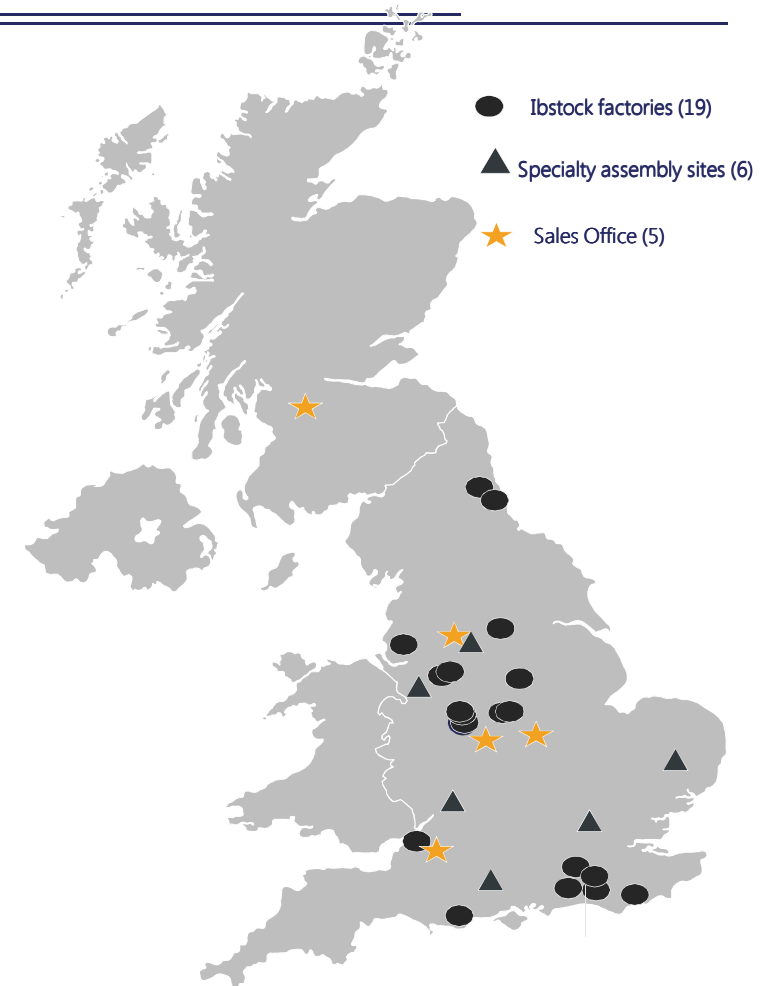 Ibstock factories (19)
Specialty assembly sites (6)
Sales Office (5)